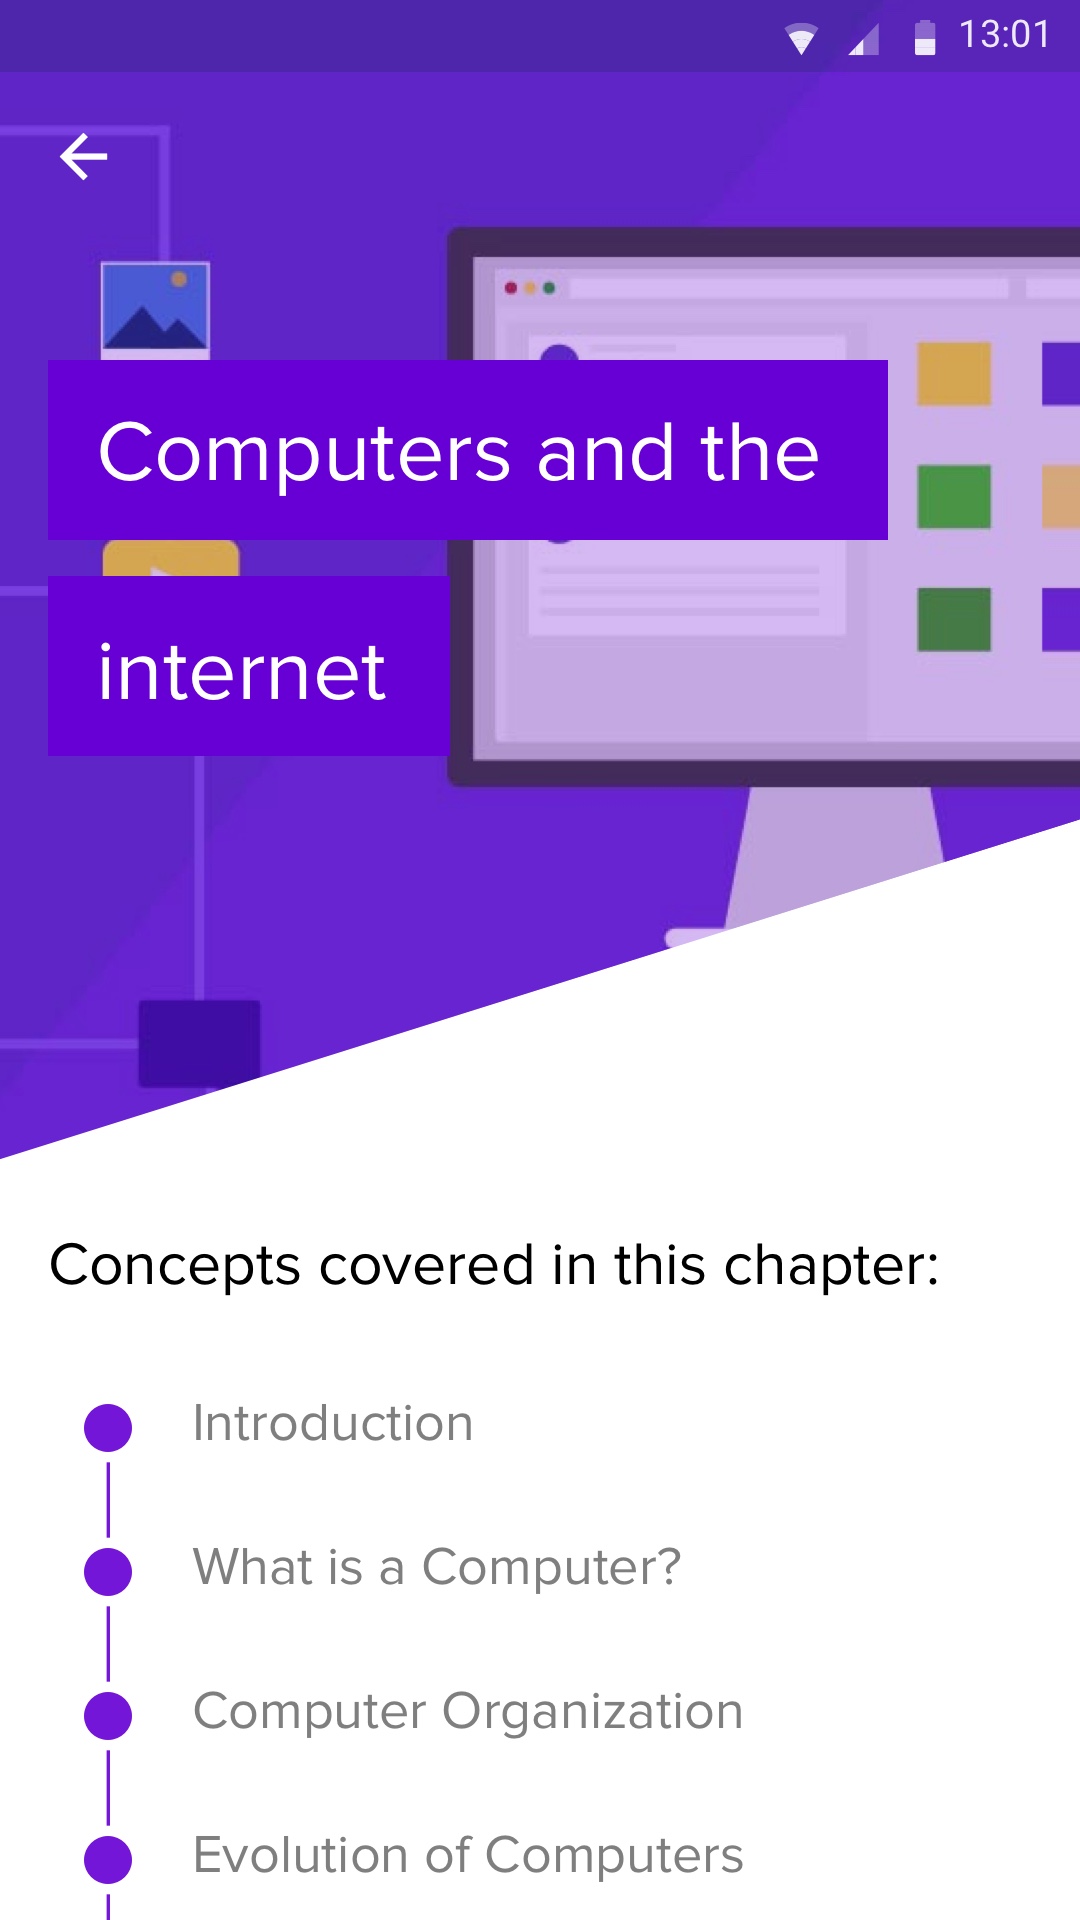 13:01
Computers and the
internet
Concepts covered in this chapter:
Introduction
What is a Computer?
Computer Organization
Evolution of Computers